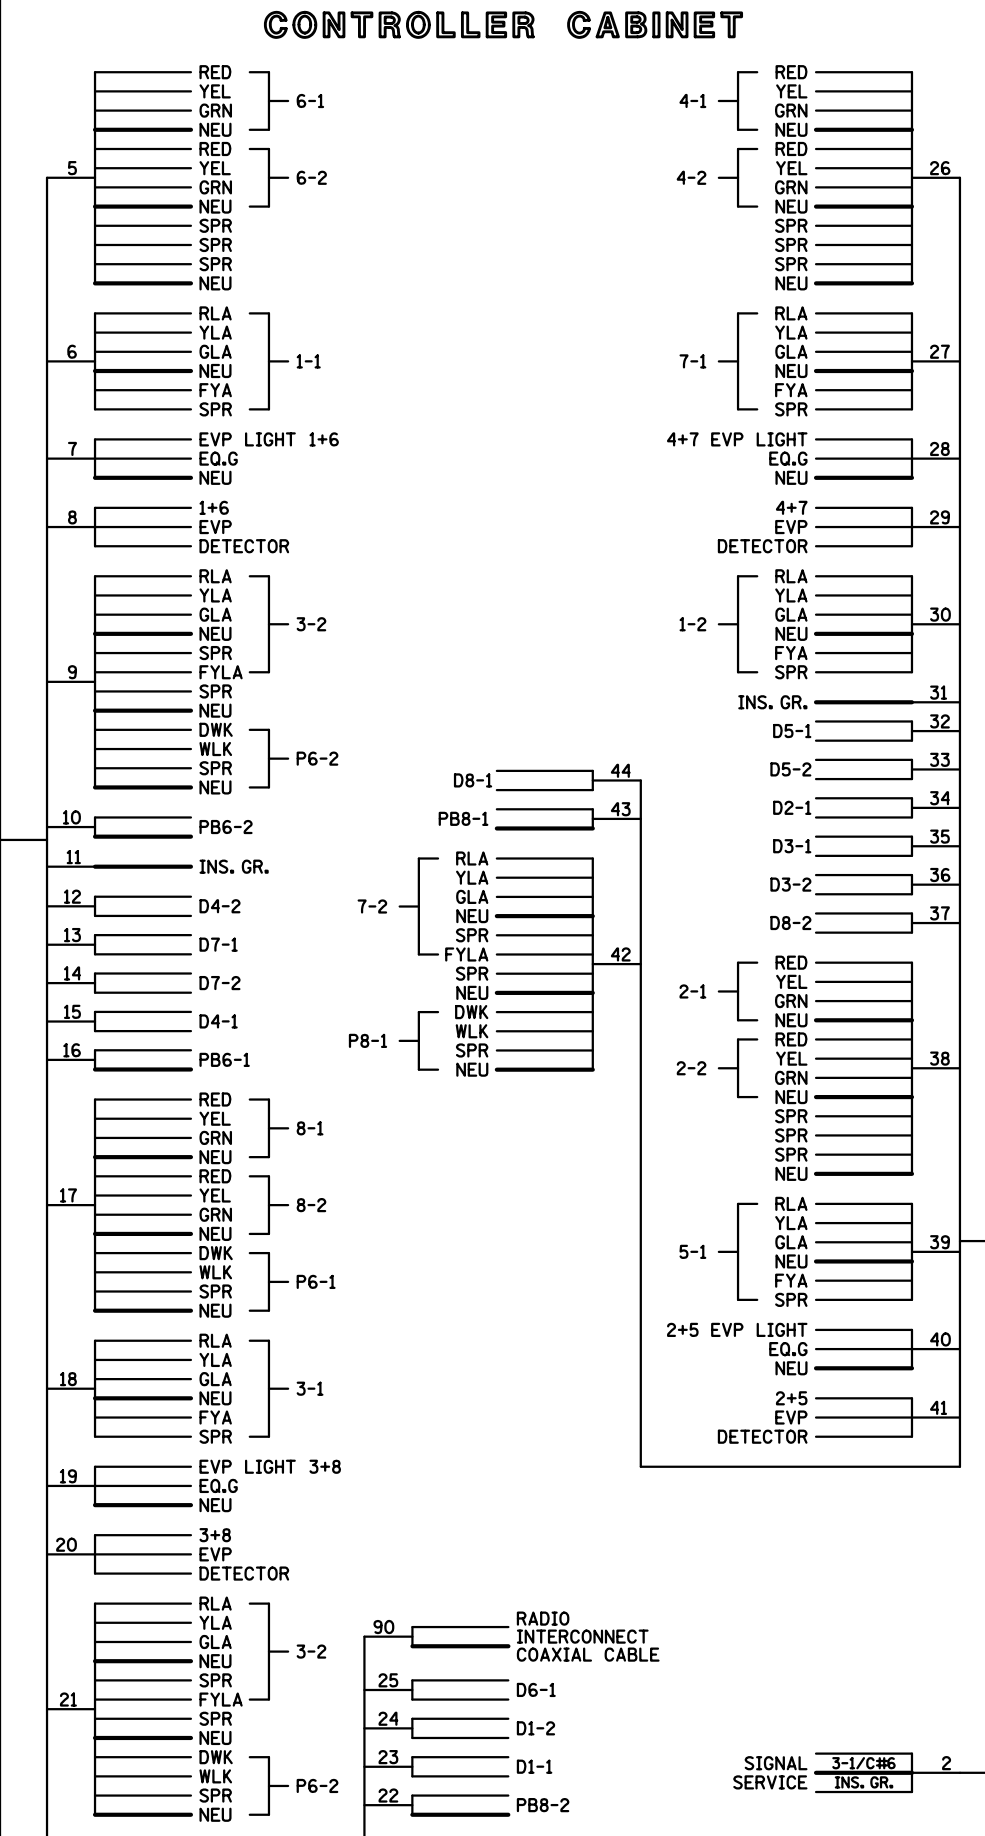 CONTROLLER CABINET
5
RED
YEL
GRN
NEU
6-1
RED
YEL
GRN
NEU
6-2
SPR
SPR
SPR
NEU
6
RLA
YLA
GLA
NEU
FYA
SPR
1-1
7
EVP LIGHT 1+6
EQ.G
NEU
8
1+6
EVP
DETECTOR
9
RLA
YLA
GLA
NEU
SPR
FYLA
3-2
SPR
NEU
DWK
WLK
SPR
NEU
P6-2
10
PB6-2
11
INS. GR.
12
D4-2
13
D7-1
14
D7-2
15
D4-1
16
PB6-1
17
RED
YEL
GRN
NEU
8-1
RED
YEL
GRN
NEU
8-2
DWK
WLK
SPR
NEU
P6-1
18
RLA
YLA
GLA
NEU
FYA
SPR
3-1
19
EVP LIGHT 3+8
EQ.G
NEU
20
3+8
EVP
DETECTOR
21
RLA
YLA
GLA
NEU
SPR
FYLA
3-2
SPR
NEU
DWK
WLK
SPR
NEU
P6-2
D8-1
44
PB8-1
43
7-2
RLA
YLA
GLA
NEU
SPR
FYLA
SPR
NEU
42
P8-1
DWK
WLK
SPR
NEU
90
RADIO
INTERCONNECT
COAXIAL CABLE
25
D6-1
24
D1-2
23
D1-1
22
PB8-2
4-1
RED
YEL
GRN
NEU
4-2
RED
YEL
GRN
NEU
SPR
SPR
SPR
NEU
26
7-1
RLA
YLA
GLA
NEU
FYA
SPR
27
4+7 EVP LIGHT
EQ.G
NEU
28
4+7
EVP
DETECTOR
29
1-2
RLA
YLA
GLA
NEU
FYA
SPR
30
INS. GR.
31
D5-1
32
D5-2
33
D2-1
34
D3-1
35
D3-2
36
D8-2
37
2-1
RED
YEL
GRN
NEU
2-2
RED
YEL
GRN
NEU
SPR
SPR
SPR
NEU
38
5-1
RLA
YLA
GLA
NEU
FYA
SPR
39
2+5 EVP LIGHT
EQ.G
NEU
40
2+5
EVP
DETECTOR
41
SIGNAL
SERVICE
3-1/C#6
INS. GR.
2